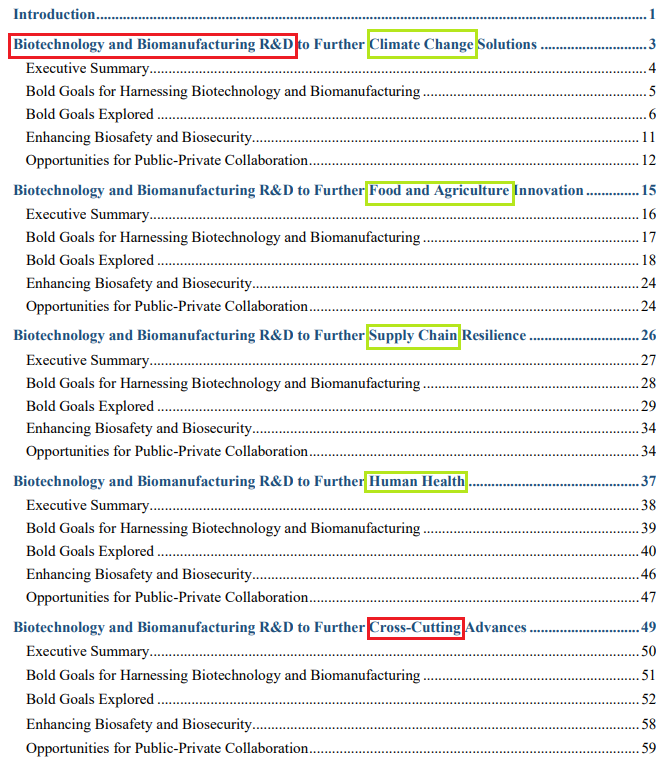 Introduction 1
Biotechnology and Biomanufacturing R&D to Further Climate Change Solutions 3
Executive Summary 4
Bold Goals for Harnessing Biotechnology and Biomanufacturing 5
Bold Goals Explored 6
Enhancing Biosafety and Biosecurity 11
Opportunities for Public-Private Collaboration 12
Biotechnology and Biomanufacturing R&D to Further Food and Agriculture Innovation 15
Executive Summary 16
Bold Goals for Harnessing Biotechnology and Biomanufacturing 17
Bold Goals Explored 18
Enhancing Biosafety and Biosecurity 24
Opportunities for Public-Private Collaboration 24
Biotechnology and Biomanufacturing R&D to Further Supply Chain Resilience 26
Executive Summary 27
Bold Goals for Harnessing Biotechnology and Biomanufacturing 28
Bold Goals Explored 29
Enhancing Biosafety and Biosecurity 34
Opportunities for Public-Private Collaboration 34
Biotechnology and Biomanufacturing R&D to Further Human Health 37
Executive Summary 38
Bold Goals for Harnessing Biotechnology and Biomanufacturing 39
Bold Goals Explored 40
Enhancing Biosafety and Biosecurity 46
Opportunities for Public-Private Collaboration 47
Biotechnology and Biomanufacturing R&D to Further Cross-Cutting Advances 49
Executive Summary 50
Bold Goals for Harnessing Biotechnology and Biomanufacturing 51
Bold Goals Explored 52
Enhancing Biosafety and Biosecurity 58
Opportunities for Public-Private Collaboration 59